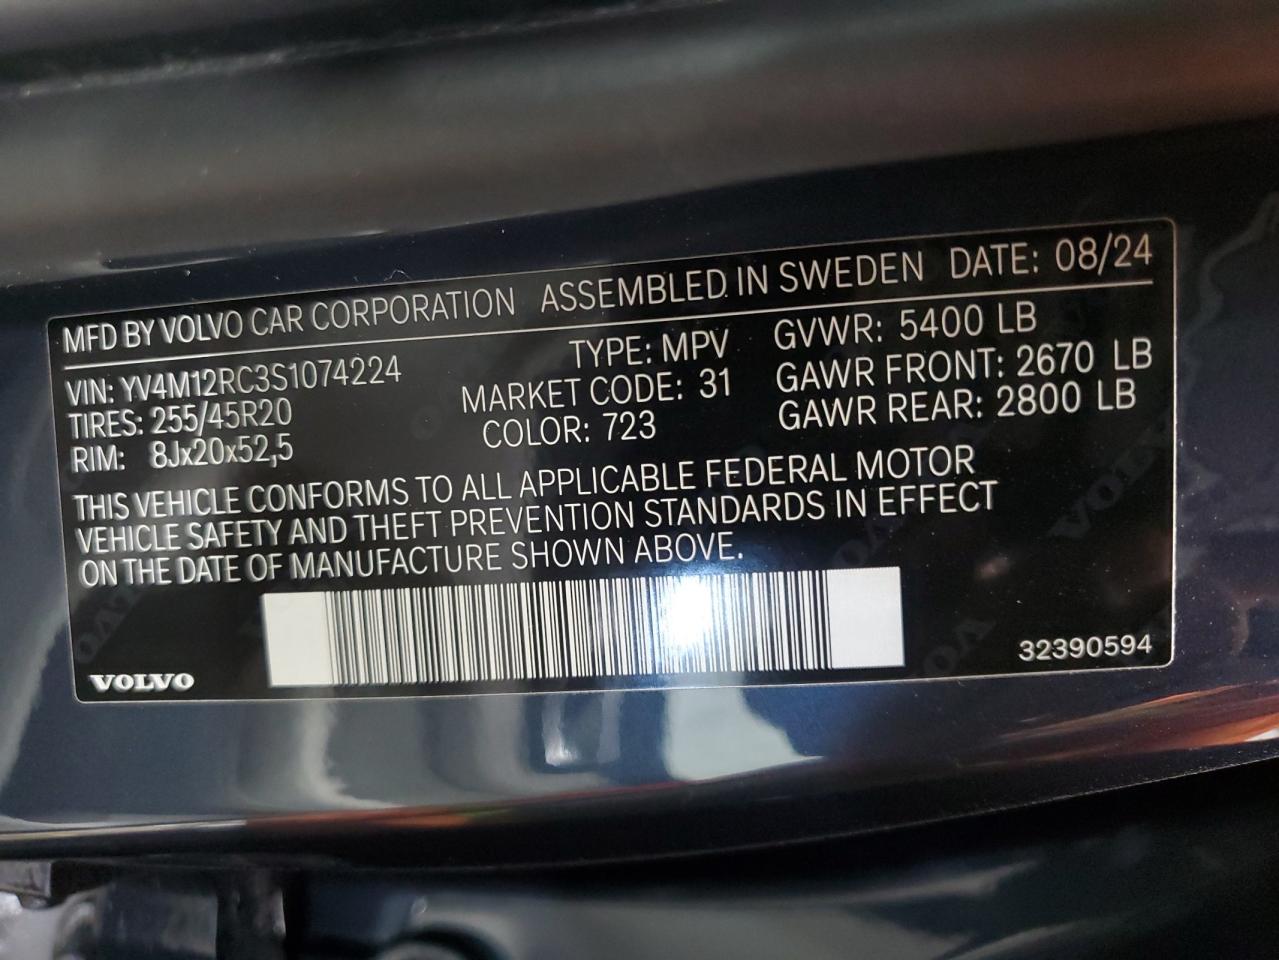 MFD BY VOLVO CAR CORPORATION ASSEMBLED IN SWEDEN DATE: 08/24
VIN: YV4M12RC3S1074224 TYPE: MPV GVWR: 5400 LB
TIRES: 255/45R20 MARKET CODE: 31 GAWR FRONT: 2670 LB
RIM: 8Jx20x52,5 COLOR: 723 GAWR REAR: 2800 LB
THIS VEHICLE CONFORMS TO ALL APPLICABLE FEDERAL MOTOR
VEHICLE SAFETY AND THEFT PREVENTION STANDARDS IN EFFECT
ON THE DATE OF MANUFACTURE SHOWN ABOVE.
VOLVO 32390594